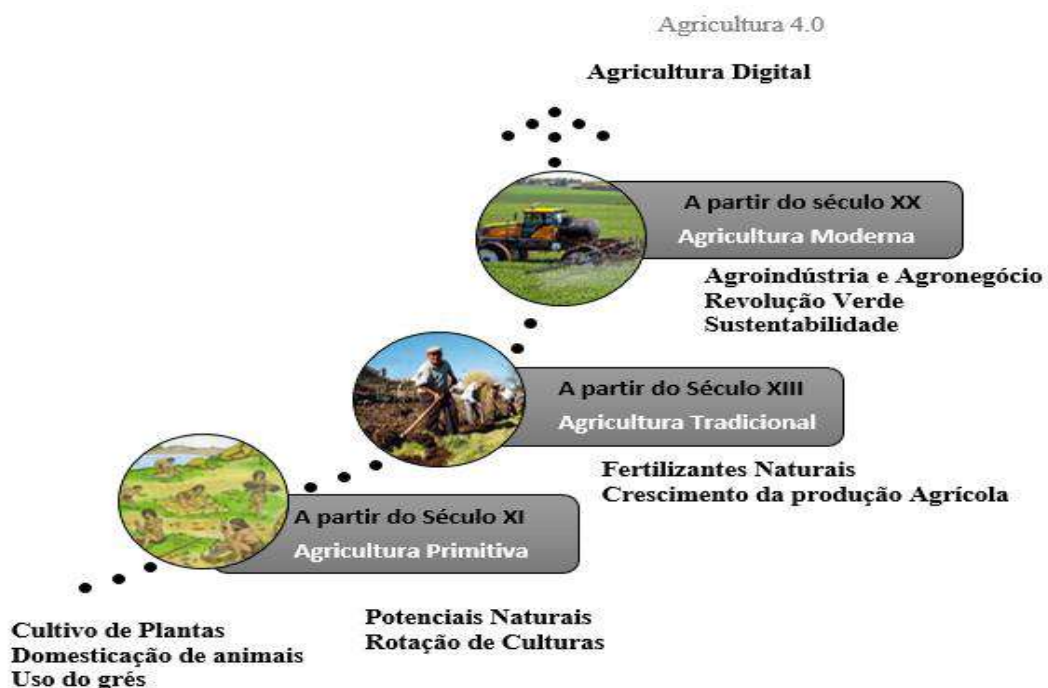 Agricultura 4.0
Agricultura Digital
A partir do século XX
Agricultura Moderna
Agroindústria e Agronegócio
Revolução Verde
Sustentabilidade
A partir do Século XIII
Agricultura Tradicional
Fertilizantes Naturais
Crescimento da produção Agrícola
A partir do Século XI
Agricultura Primitiva
Potenciais Naturais
Rotação de Culturas
Cultivo de Plantas
Domesticação de animais
Uso do grés